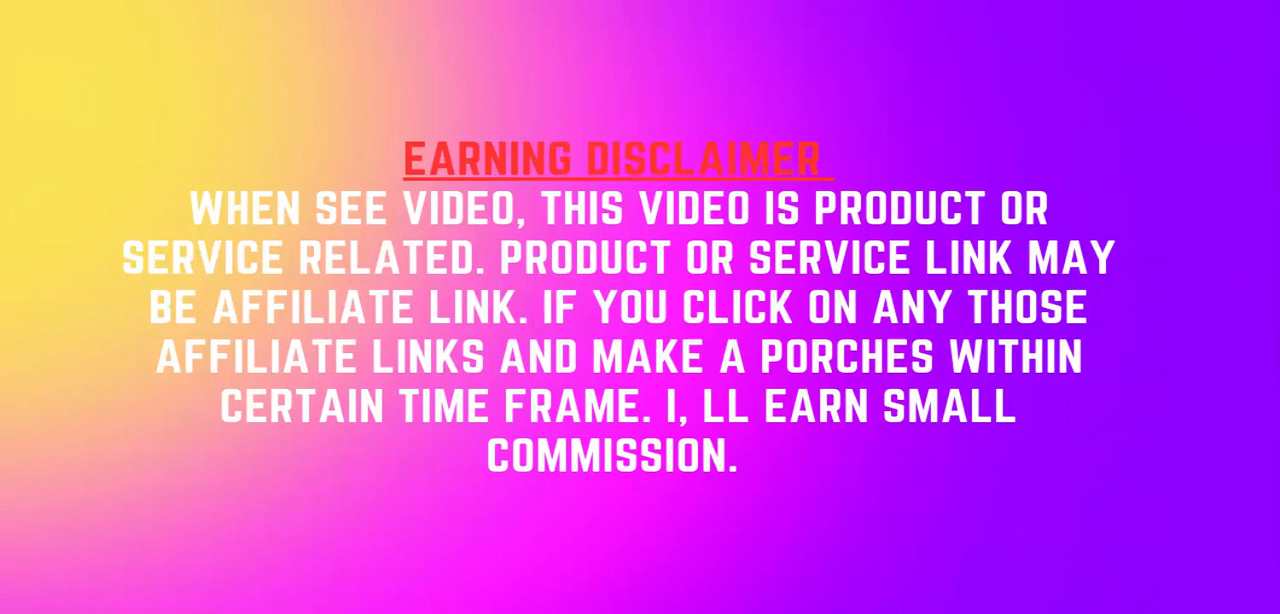 EARNING DISCLAIMER
WHEN SEE VIDEO, THIS VIDEO IS PRODUCT OR
SERVICE RELATED. PRODUCT OR SERVICE LINK MAY
BE AFFILIATE LINK. IF YOU CLICK ON ANY THOSE
AFFILIATE LINKS AND MAKE A PORCHES WITHIN
CERTAIN TIME FRAME. I, LL EARN SMALL
COMMISSION.